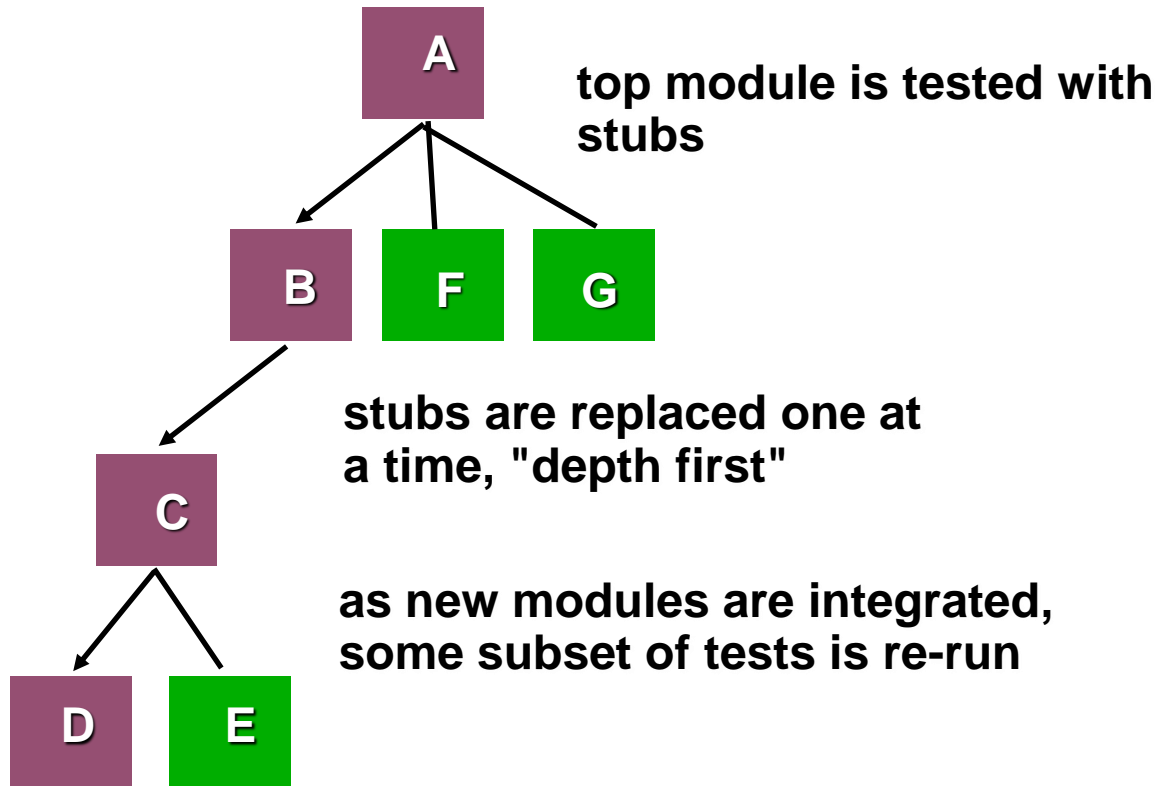 A
top module is tested with
stubs
B
F
G
stubs are replaced one at
a time, "depth first"
C
as new modules are integrated,
some subset of tests is re-run
D
E